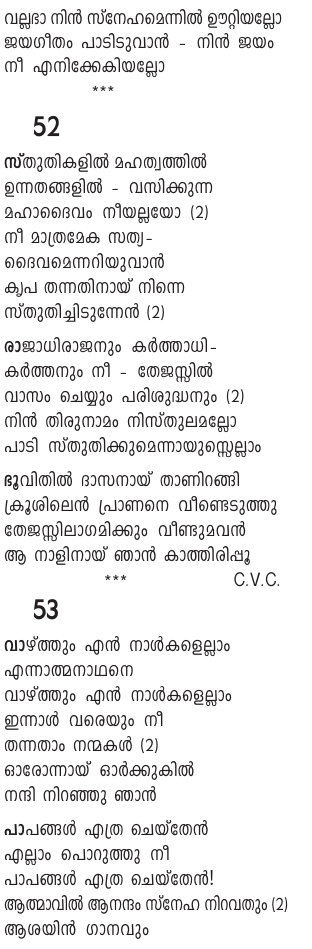 വല്ലഭാ നിൻ സ്നേഹമെന്നിൽ ഊറ്റിയല്ലോ
ജയഗീതം പാടിടുവാൻ - നിൻ ജയം
നീ എനിക്കേകിയല്ലോ
***
52
സ്തുതികളിൽ മഹത്വത്തിൽ
ഉന്നതങ്ങളിൽ - വസിക്കുന്ന
മഹാദൈവം നീയല്ലയോ (2)
നീ മാത്രമേക സത്യ-
ദൈവമെന്നറിയുവാൻ
കൃപ തന്നതിനായ് നിന്നെ
സ്തുതിച്ചിടുന്നേൻ (2)
രാജാധിരാജനും കർത്താധി-
കർത്തനും നീ - തേജസ്സിൽ
വാസം ചെയ്യും പരിശുദ്ധനും (2)
നിൻ തിരുനാമം നിസ്തുലമല്ലോ
പാടി സ്തുതിക്കുമെന്നായുസ്സെല്ലാം
ഭൂവിതിൽ ദാസനായ് താണിറങ്ങി
ക്രൂശിലെൻ പ്രാണനെ വീണ്ടെടുത്തു
തേജസ്സിലാഗമിക്കും വീണ്ടുമവൻ
ആ നാളിനായ് ഞാൻ കാത്തിരിപ്പൂ
*** C.V.C.
53
വാഴ്ത്തും എൻ നാൾകളെല്ലാം
എന്നാത്മനാഥനെ
വാഴ്ത്തും എൻ നാൾകളെല്ലാം
ഇന്നാൾ വരെയും നീ
തന്നതാം നന്മകൾ (2)
ഓരോന്നായ് ഓർക്കുകിൽ
നന്ദി നിറഞ്ഞു ഞാൻ
പാപങ്ങൾ എത്ര ചെയ്തേൻ
എല്ലാം പൊറുത്തു നീ
പാപങ്ങൾ എത്ര ചെയ്തേൻ!
ആത്മാവിൽ ആനന്ദം സ്നേഹ നിറവതും (2)
ആശയിൻ ഗാനവും